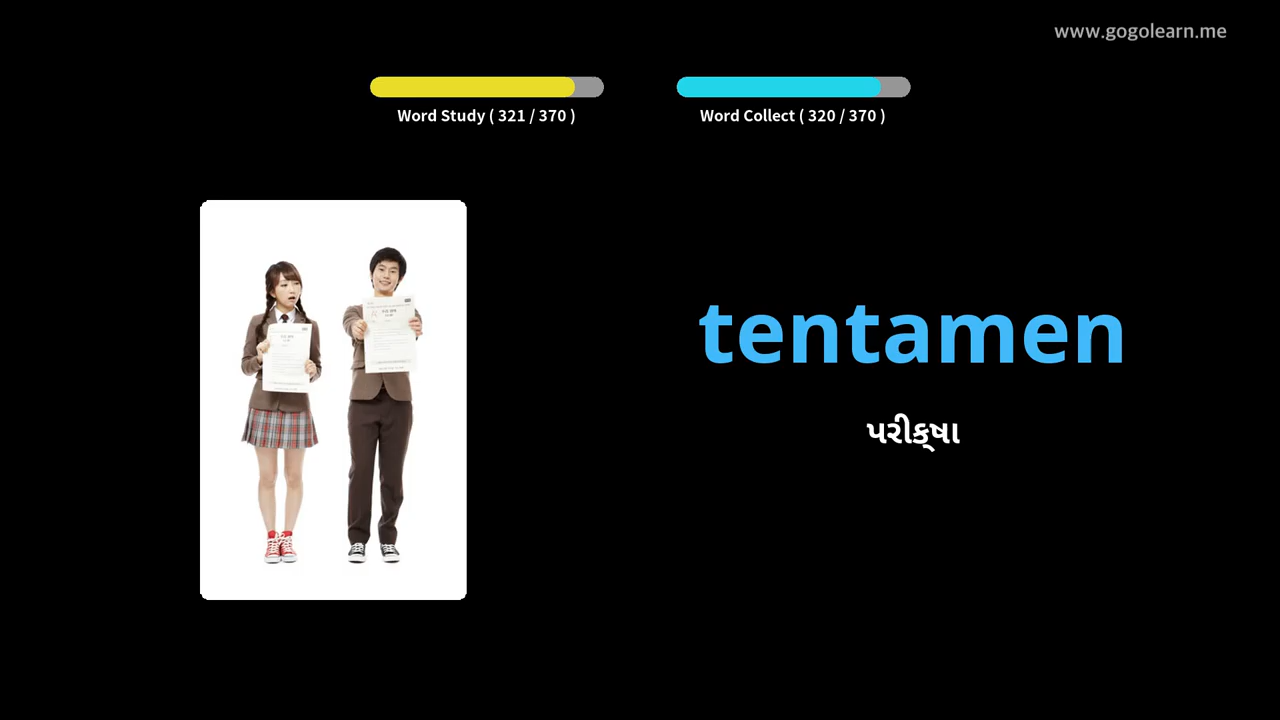 www.gogolearn.me
Word Study ( 321 / 370 )
Word Collect ( 320 / 370 )
tentamen
પરીક્ષા